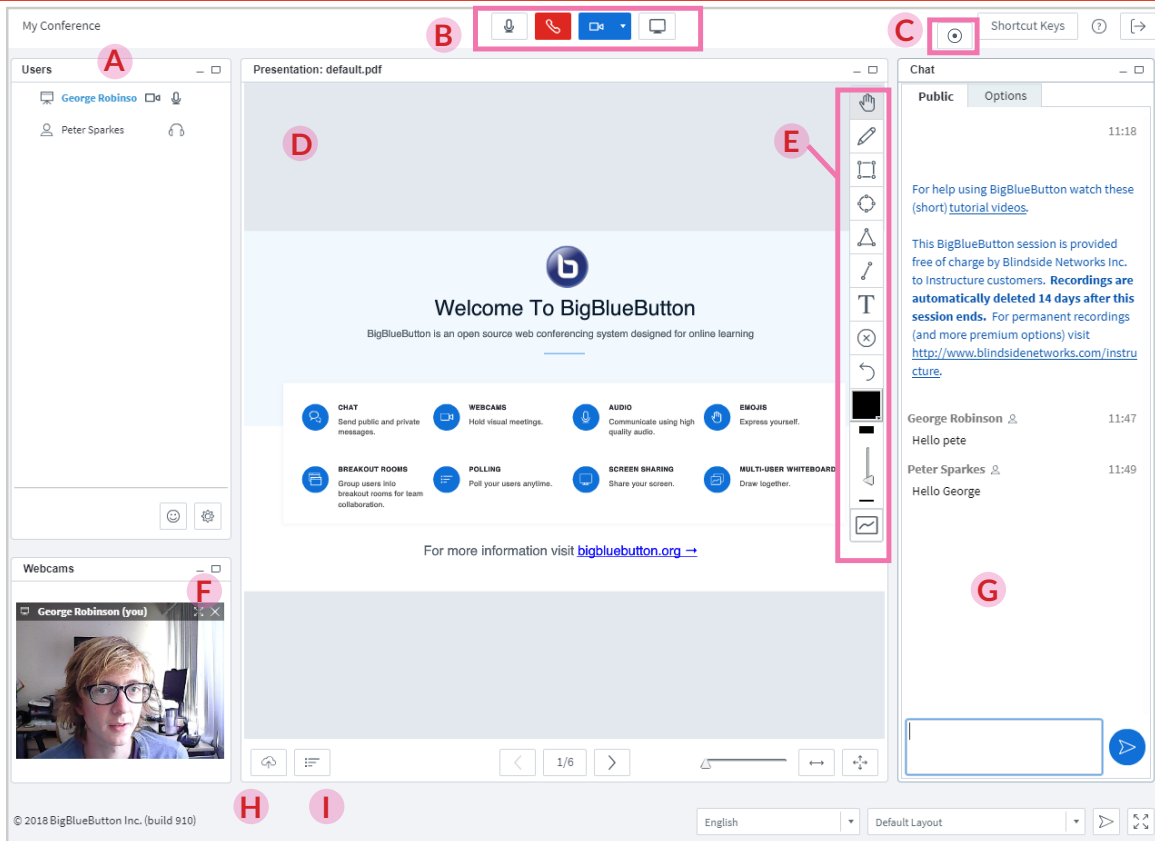 My Conference
B
C
Shortcut Keys
A
Users
George Robinso
Peter Sparkes
Presentation: default.pdf
D
E
T
Welcome To BigBlueButton
BigBlueButton is an open source web conferencing system designed for online learning
CHAT
Send public and private
messages.
WEBCAMS
Hold visual meetings.
AUDIO
Communicate using high
quality audio.
EMOJIS
Express yourself.
BREAKOUT ROOMS
Group users into
breakout rooms for team
collaboration.
POLLING
Poll your users anytime.
SCREEN SHARING
Share your screen.
MULTI-USER WHITEBOARD
Draw together.
For more information visit bigbluebutton.org →
Chat
Public
Options
11:18
For help using BigBlueButton watch these
(short) tutorial videos.
This BigBlueButton session is provided
free of charge by Blindside Networks Inc.
to Instructure customers. Recordings are
automatically deleted 14 days after this
session ends. For permanent recordings
(and more premium options) visit
http://www.blindsidenetworks.com/instru
cture.
George Robinson 11:47
Hello pete
Peter Sparkes 11:49
Hello George
G
Webcams
F
George Robinson (you)
1/6
H
I
© 2018 BigBlueButton Inc. (build 910)
English
Default Layout